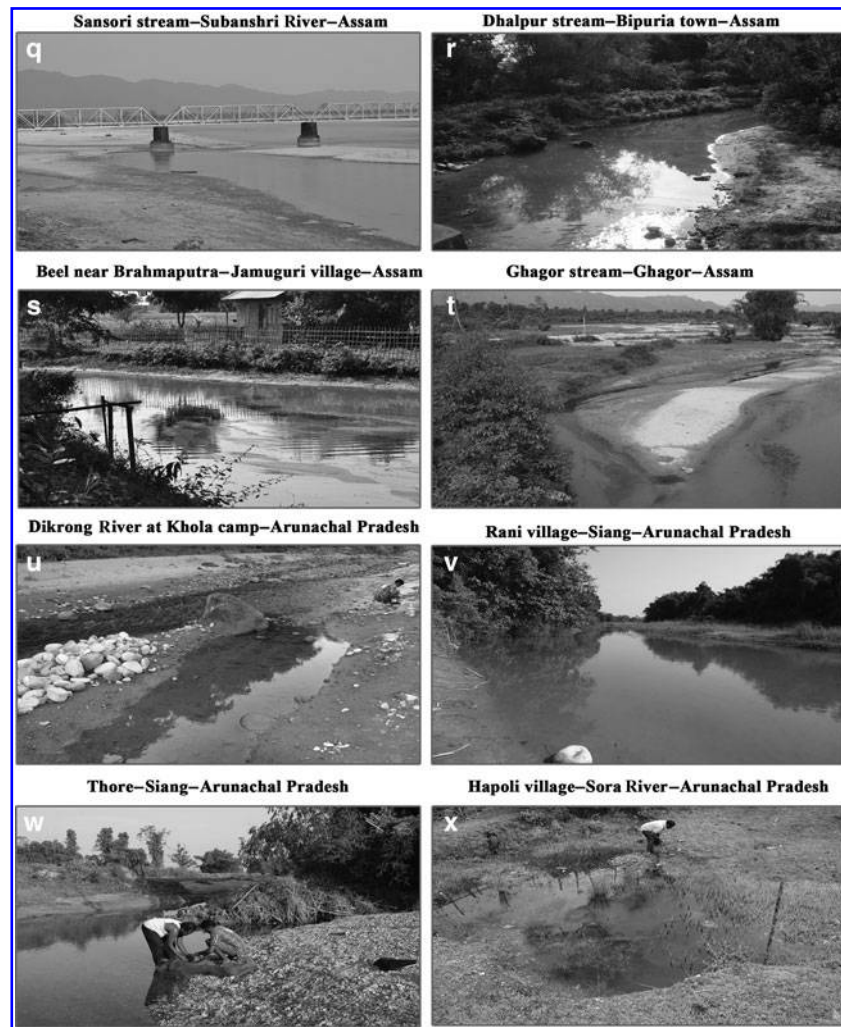 Sansori stream–Subanshri River–Assam
Dhalpur stream–Bipuria town–Assam
q
r
Beel near Brahmaputra–Jamuguri village–Assam
Ghagor stream–Ghagor–Assam
s
t
Dikrong River at Khola camp–Arunachal Pradesh
Rani village–Siang–Arunachal Pradesh
u
v
Thore–Siang–Arunachal Pradesh
Hapoli village–Sora River–Arunachal Pradesh
w
x